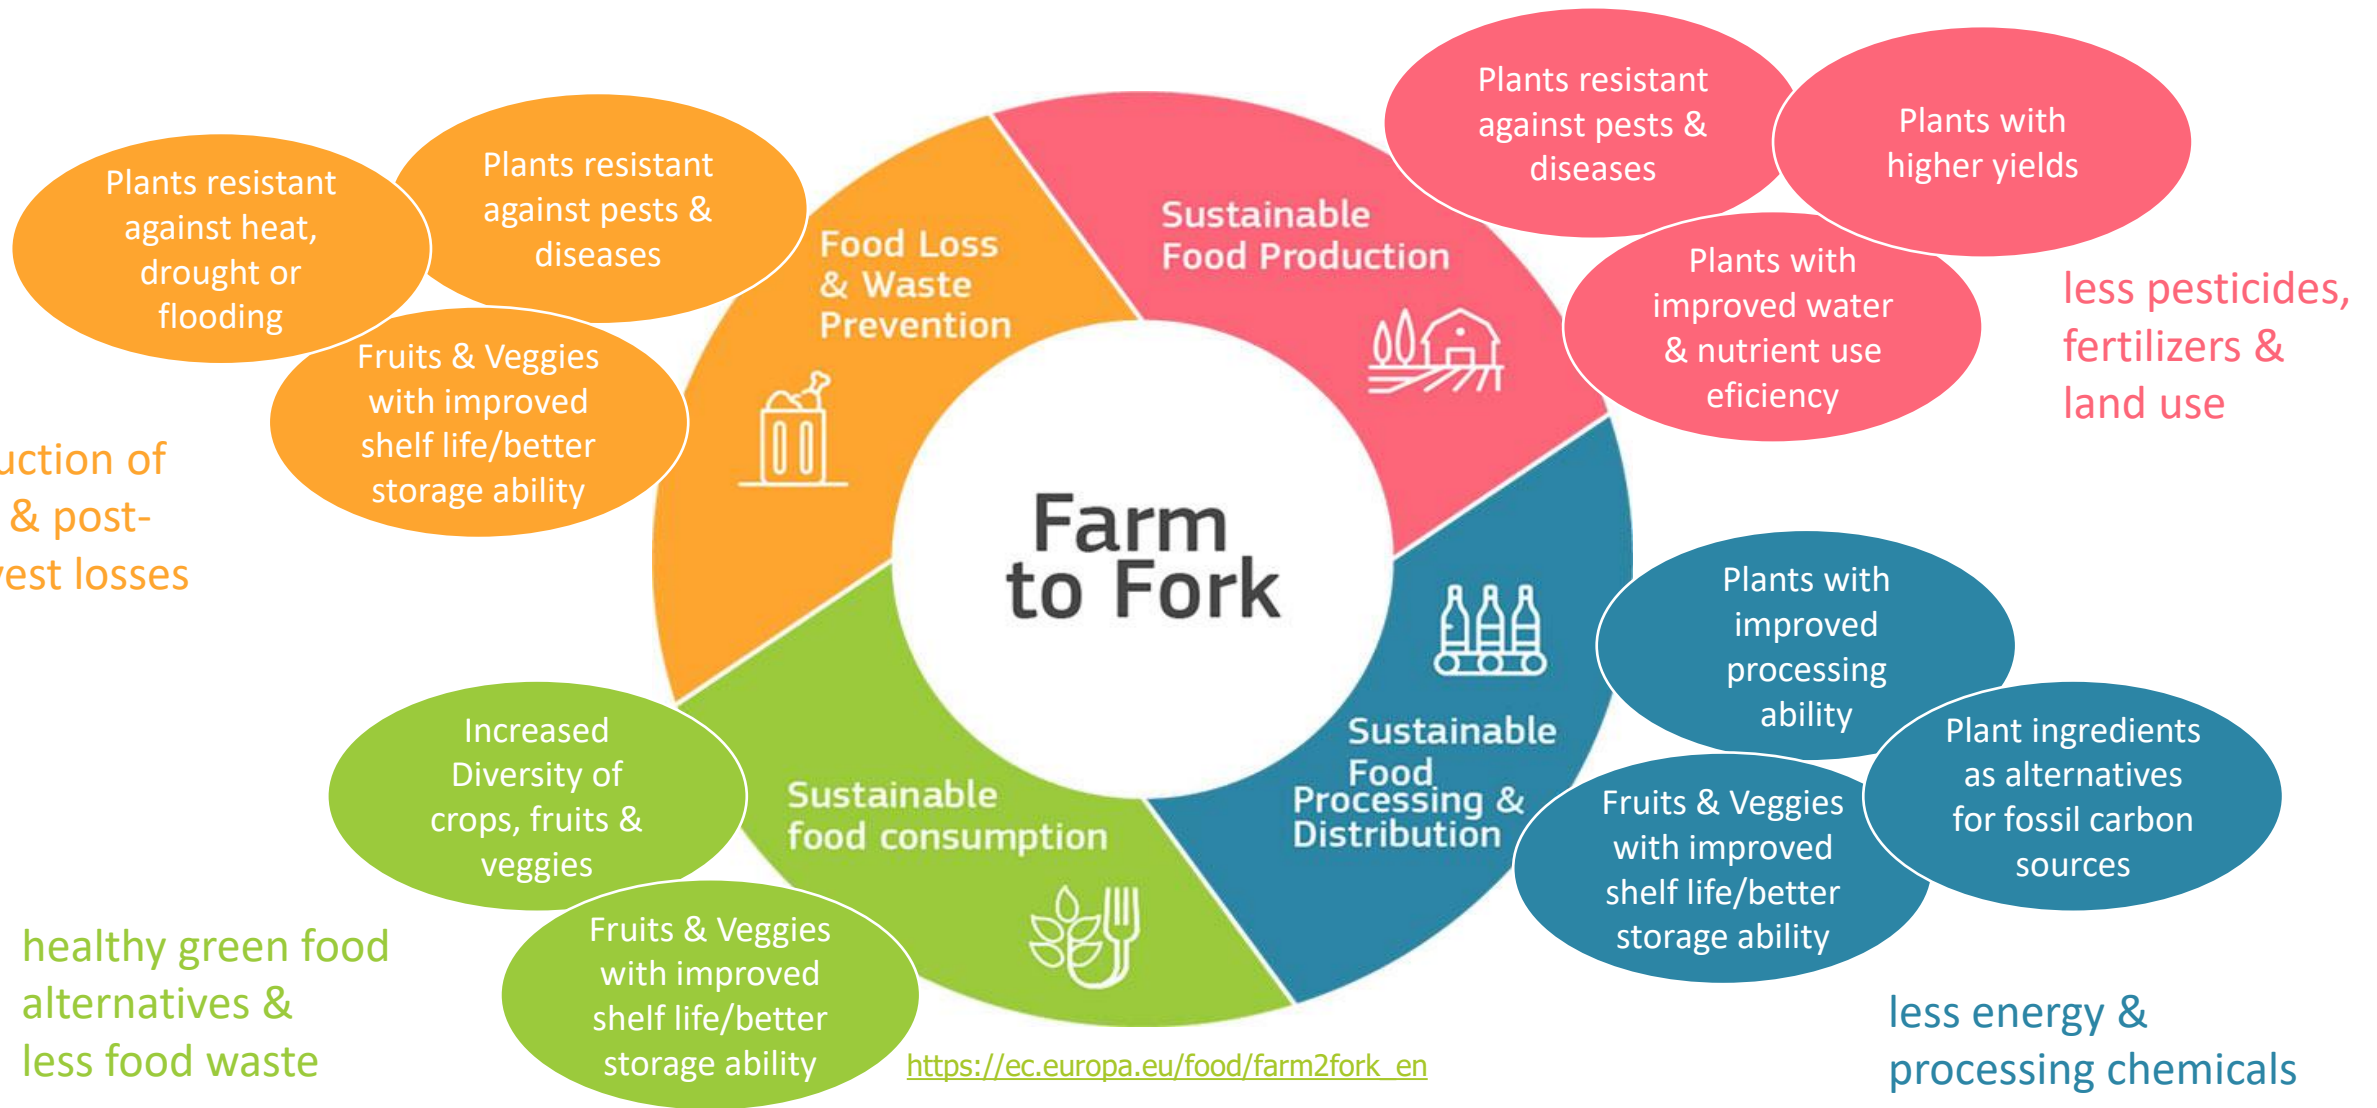 Plants resistant
against heat,
drought or
flooding
Plants resistant
against pests &
diseases
Fruits & Veggies
with improved
shelf life/better
storage ability
uction of
& post-
vest losses
Food Loss
& Waste
Prevention
Sustainable
Food Production
Plants resistant
against pests &
diseases
Plants with
higher yields
Plants with
improved water
& nutrient use
eficiency
less pesticides,
fertilizers &
land use
Farm
to Fork
Plants with
improved
processing
ability
Plant ingredients
as alternatives
for fossil carbon
sources
Fruits & Veggies
with improved
shelf life/better
storage ability
Sustainable
Food
Processing &
Distribution
less energy &
processing chemicals
Sustainable
food consumption
Increased
Diversity of
crops, fruits &
veggies
Fruits & Veggies
with improved
shelf life/better
storage ability
healthy green food
alternatives &
less food waste
https://ec.europa.eu/food/farm2fork_en